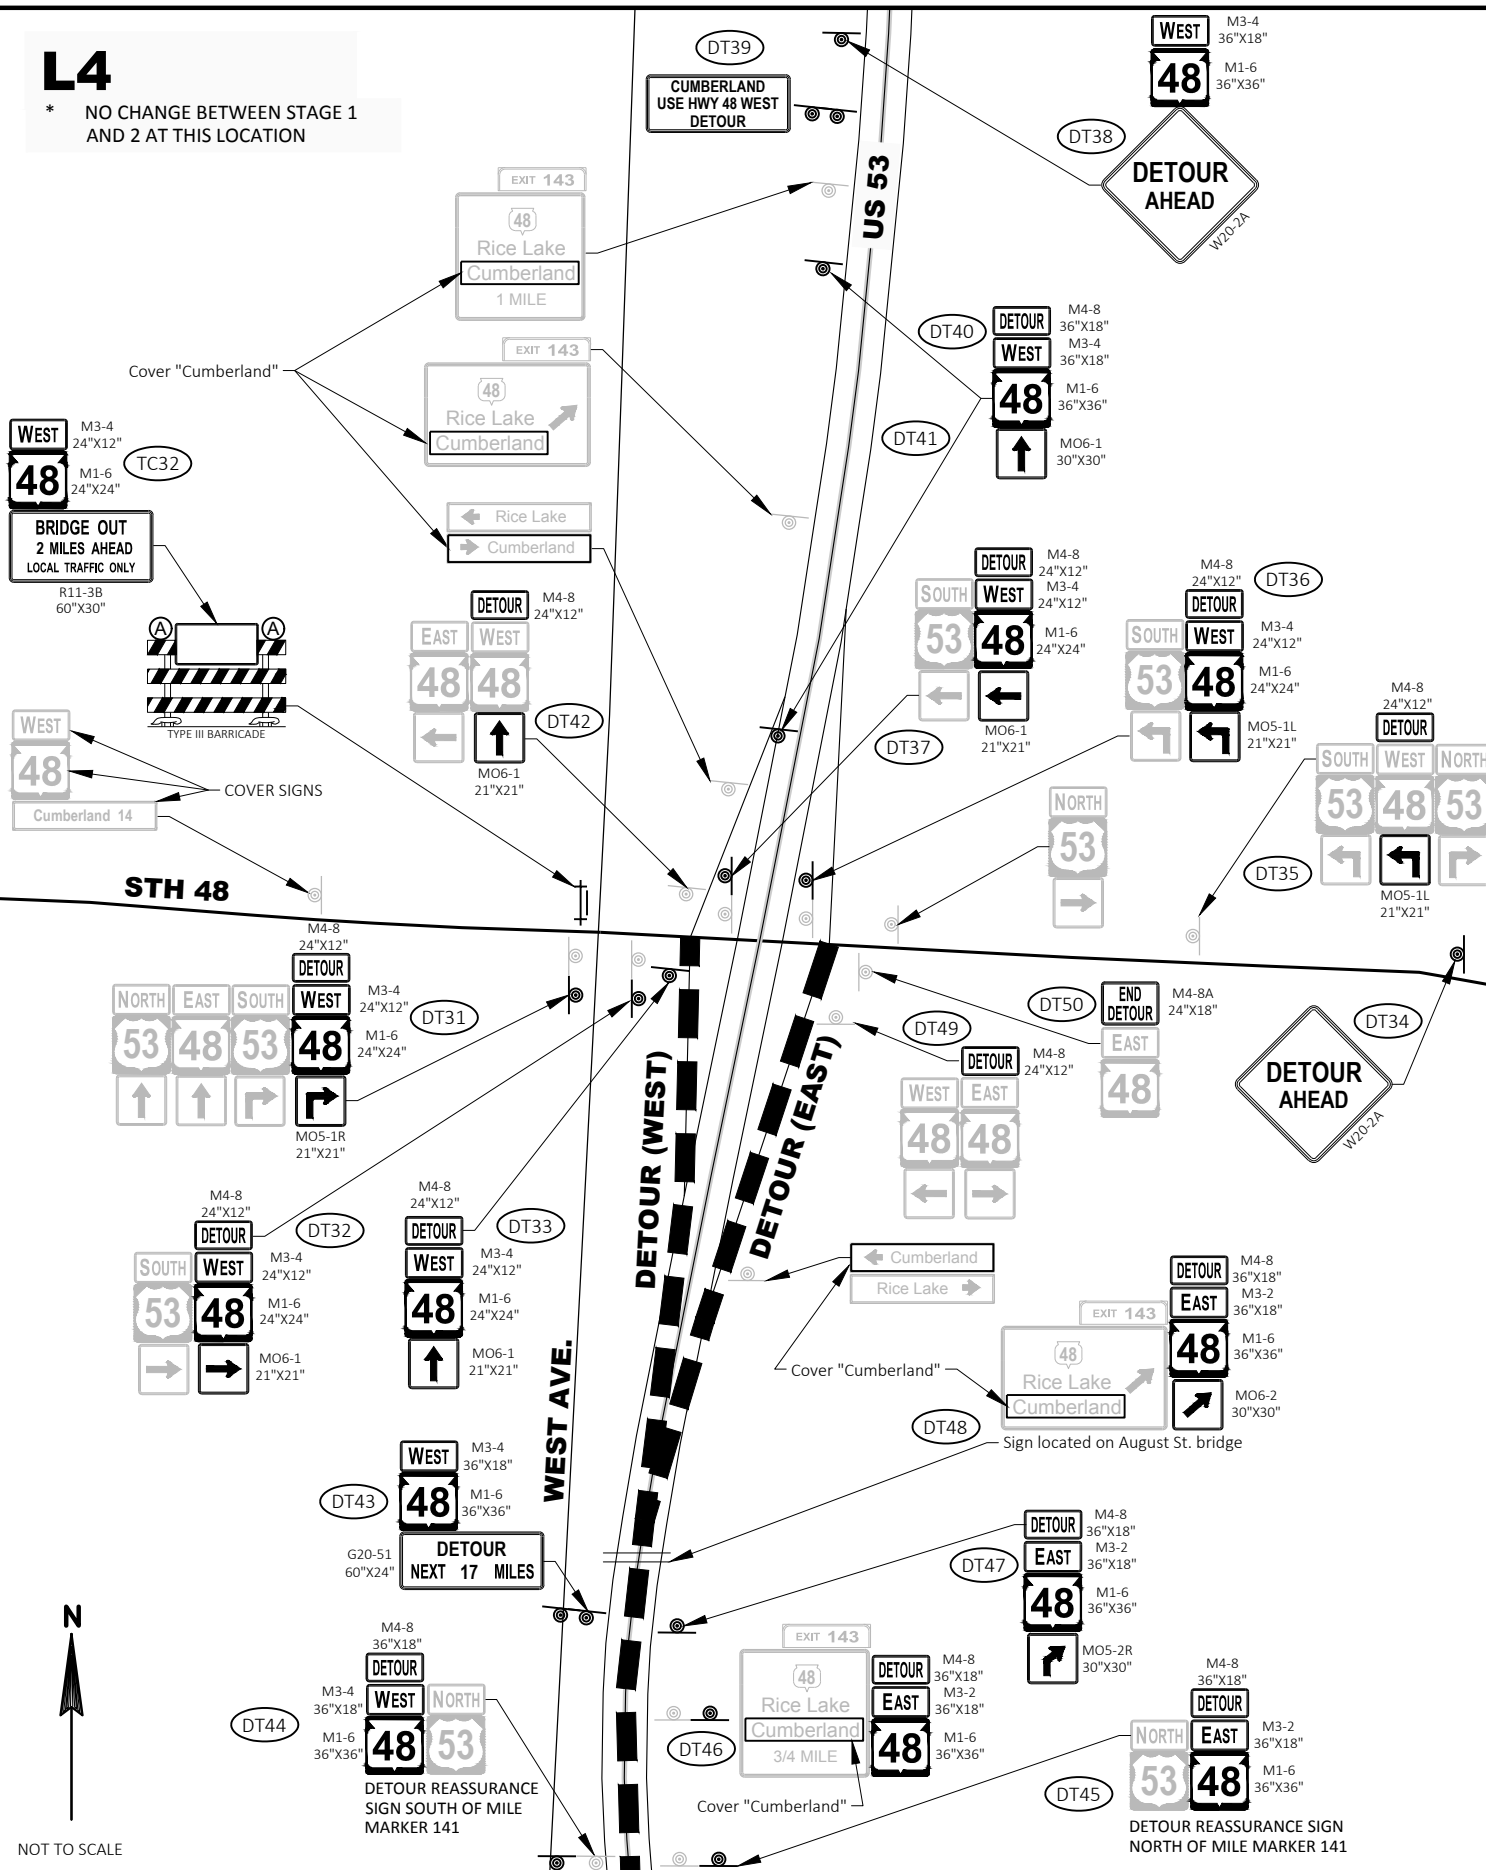 L4
* NO CHANGE BETWEEN STAGE 1
AND 2 AT THIS LOCATION
DT39
CUMBERLAND
USE HWY 48 WEST
DETOUR
US 53
WEST
M3-4
36"X18"
48
M1-6
36"X36"
DT38
DETOUR
AHEAD
W20-2A
EXIT 143
48
Rice Lake
Cumberland
1 MILE
EXIT 143
48
Rice Lake
Cumberland
Cover "Cumberland"
Rice Lake
Cumberland
DT40
DETOUR
M4-8
36"X18"
WEST
M3-4
36"X18"
48
M1-6
36"X36"
MO6-1
30"X30"
DT41
WEST
M3-4
24"X12"
TC32
48
M1-6
24"X24"
BRIDGE OUT
2 MILES AHEAD
LOCAL TRAFFIC ONLY
R11-3B
60"X30"
A
A
TYPE III BARRICADE
WEST
48
Cumberland 14
COVER SIGNS
DETOUR
M4-8
24"X12"
EAST
WEST
48
48
DT42
MO6-1
21"X21"
DETOUR
M4-8
24"X12"
SOUTH
WEST
M3-4
24"X12"
53
48
M1-6
24"X24"
MO6-1
21"X21"
DT37
M4-8
24"X12"
DT36
DETOUR
SOUTH
WEST
M3-4
24"X12"
53
48
M1-6
24"X24"
MO5-1L
21"X21"
M4-8
24"X12"
DETOUR
SOUTH
WEST
NORTH
53
48
53
DT35
MO5-1L
21"X21"
NORTH
53
STH 48
M4-8
24"X12"
DETOUR
NORTH
EAST
SOUTH
WEST
M3-4
24"X12"
DT31
53
48
53
48
M1-6
24"X24"
MO5-1R
21"X21"
DT50
END
DETOUR
M4-8A
24"X18"
EAST
48
DT34
DETOUR
AHEAD
W20-2A
DT49
DETOUR
M4-8
24"X12"
WEST
EAST
48
48
DETOUR (WEST)
DETOUR (EAST)
M4-8
24"X12"
DT32
DETOUR
SOUTH
WEST
M3-4
24"X12"
53
48
M1-6
24"X24"
MO6-1
21"X21"
M4-8
24"X12"
DT33
DETOUR
WEST
M3-4
24"X12"
48
M1-6
24"X24"
MO6-1
21"X21"
Cumberland
Rice Lake
Cover "Cumberland"
DETOUR
M4-8
36"X18"
EAST
M3-2
36"X18"
EXIT 143
48
Rice Lake
Cumberland
48
M1-6
36"X36"
MO6-2
30"X30"
DT48
Sign located on August St. bridge
WEST AVE.
WEST
M3-4
36"X18"
DT43
48
M1-6
36"X36"
G20-51
60"X24"
DETOUR
NEXT 17 MILES
DETOUR
M4-8
36"X18"
DT47
EAST
M3-2
36"X18"
48
M1-6
36"X36"
MO5-2R
30"X30"
N
NOT TO SCALE
M4-8
36"X18"
DETOUR
M3-4
36"X18"
WEST
NORTH
DT44
M1-6
36"X36"
48
53
DETOUR REASSURANCE
SIGN SOUTH OF MILE
MARKER 141
EXIT 143
48
Rice Lake
Cumberland
3/4 MILE
DT46
DETOUR
M4-8
36"X18"
EAST
M3-2
36"X18"
48
M1-6
36"X36"
Cover "Cumberland"
M4-8
36"X18"
DETOUR
NORTH
EAST
M3-2
36"X18"
DT45
53
48
M1-6
36"X36"
DETOUR REASSURANCE SIGN
NORTH OF MILE MARKER 141